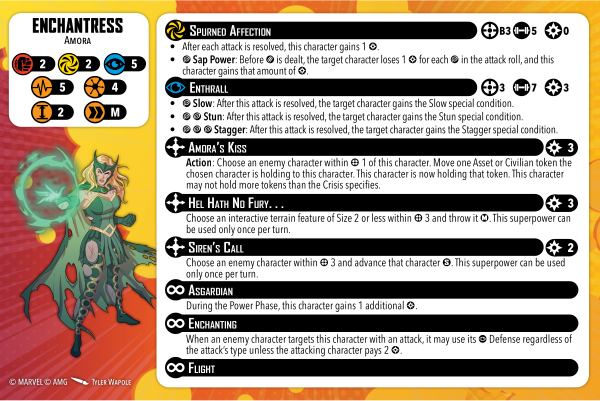 ENCHANTRESS
AMORA
2 2 5
5 4
2 M
SPURNED AFFECTION B3 5 0
• After each attack is resolved, this character gains 1 .
• Sap Power: Before is dealt, the target character loses 1 for each in the attack roll, and this
character gains that amount of .
ENTHRALL 3 7 3
• Slow: After this attack is resolved, the target character gains the Slow special condition.
• Stun: After this attack is resolved, the target character gains the Stun special condition.
• Stagger: After this attack is resolved, the target character gains the Stagger special condition.
AMORA'S KISS 3
Action: Choose an enemy character within 1 of this character. Move one Asset or Civilian token the
chosen character is holding to this character. This character is now holding that token. This character
may not hold more tokens than the Crisis specifies.
HEL HATH NO FURY. . . 3
Choose an interactive terrain feature of Size 2 or less within 3 and throw it M. This superpower can
be used only once per turn.
SIREN'S CALL 2
Choose an enemy character within 3 and advance that character S. This superpower can be used
only once per turn.
ASGARDIAN
During the Power Phase, this character gains 1 additional .
ENCHANTING
When an enemy character targets this character with an attack, it may use its Defense regardless of
the attack's type unless the attacking character pays 2 .
FLIGHT
© MARVEL © AMG TYLER WAPOLE